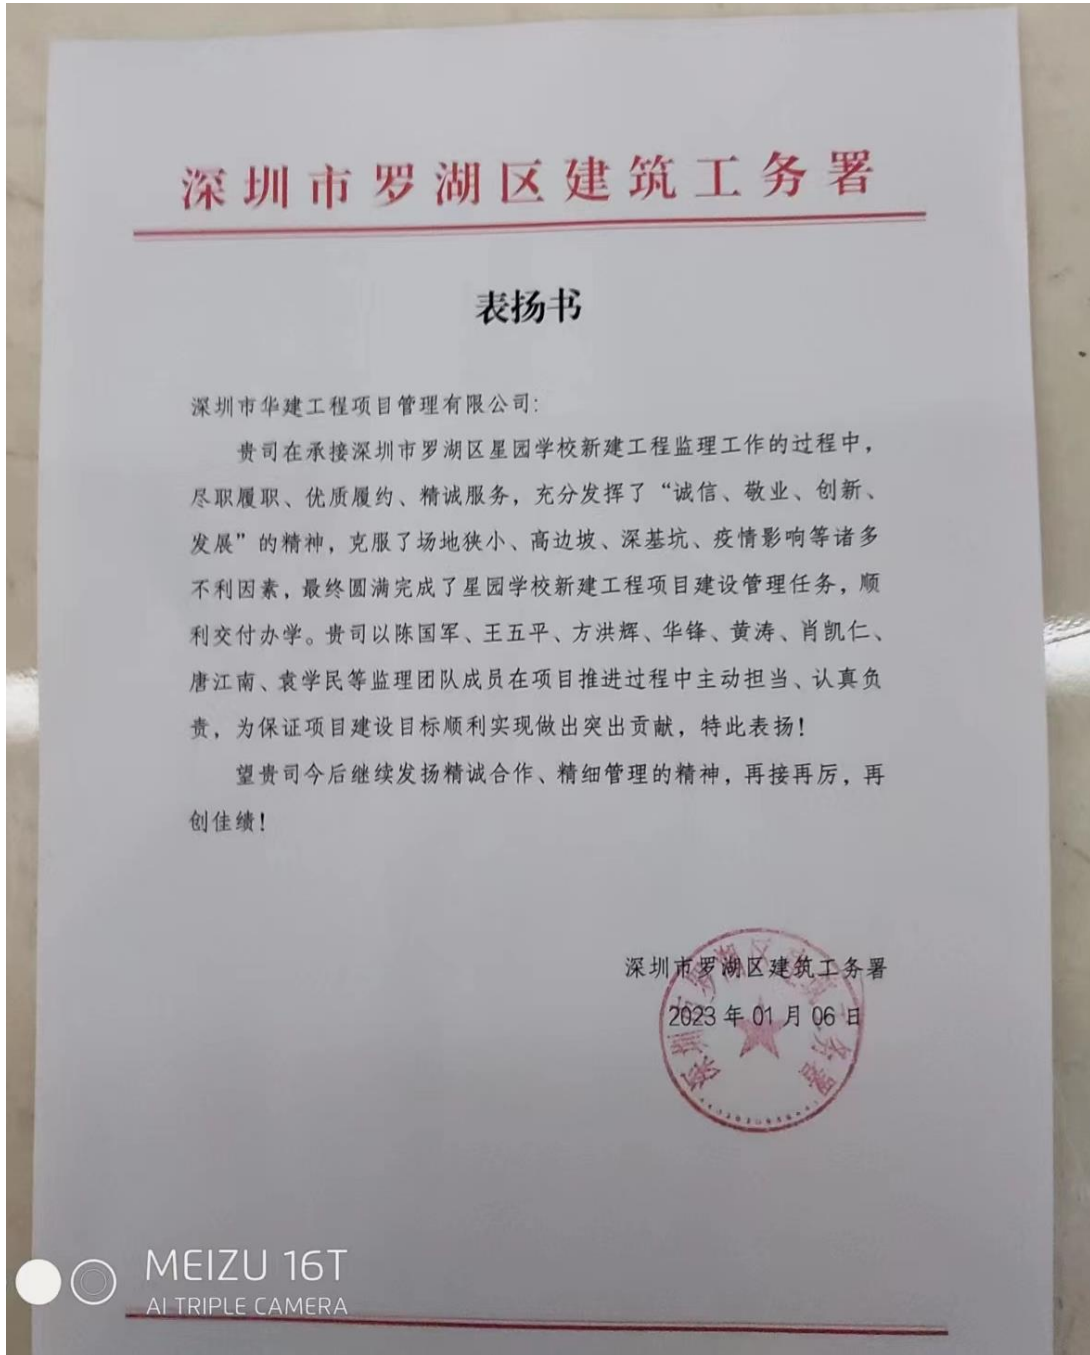 深圳市罗湖区建筑工务署
表扬书
深圳市华建工程项目管理有限公司:
贵司在承接深圳市罗湖区星园学校新建工程监理工作的过程中,
尽职履职、优质履约、精诚服务，充分发挥了“诚信、敬业、创新、
发展”的精神，克服了场地狭小、高边坡、深基坑、疫情影响等诸多
不利因素，最终圆满完成了星园学校新建工程项目建设管理任务，顺
利交付办学。贵司以陈国军、王五平、方洪辉、华锋、黄涛、肖凯仁、
唐江南、袁学民等监理团队成员在项目推进过程中主动担当、认真负
责，为保证项目建设目标顺利实现做出突出贡献，特此表扬！
望贵司今后继续发扬精诚合作、精细管理的精神，再接再厉，再
创佳绩！
深圳市罗湖区建筑工务署
2023年01月06日
深圳市罗湖区建筑工务署
MEIZU 16T
AI TRIPLE CAMERA